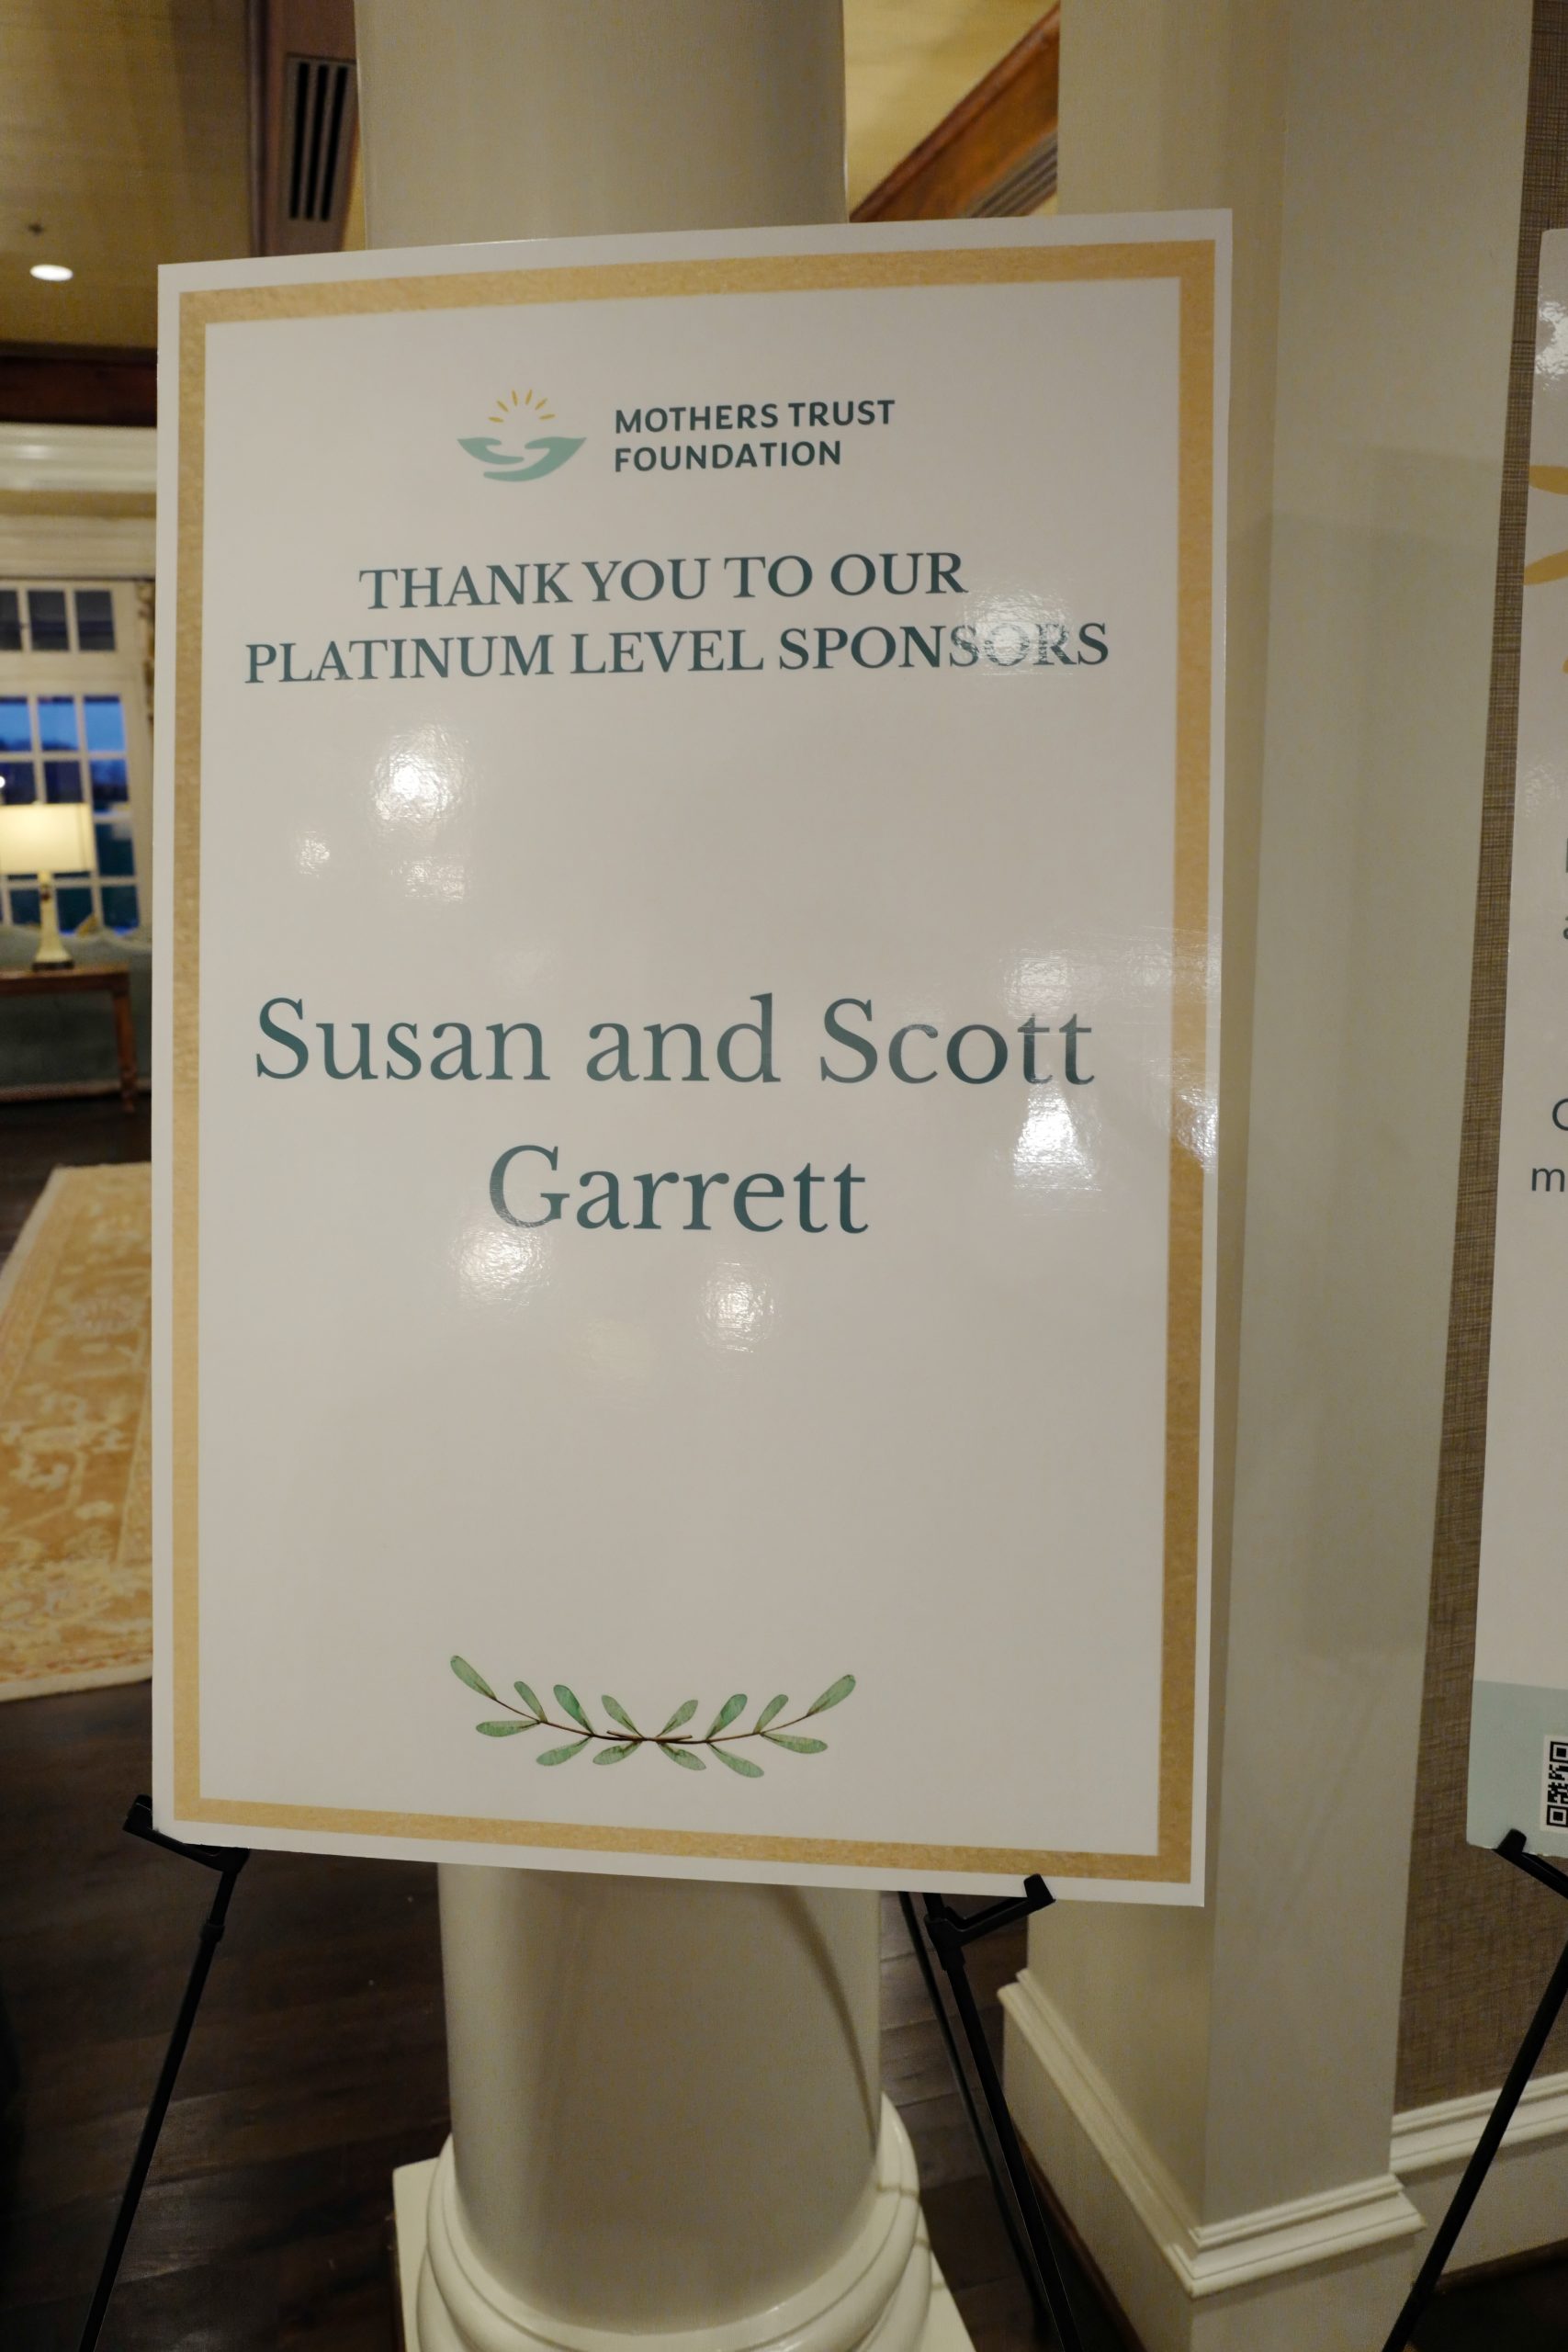 MOTHERS TRUST
FOUNDATION
THANK YOU TO OUR
PLATINUM LEVEL SPONSORS
Susan and Scott
Garrett